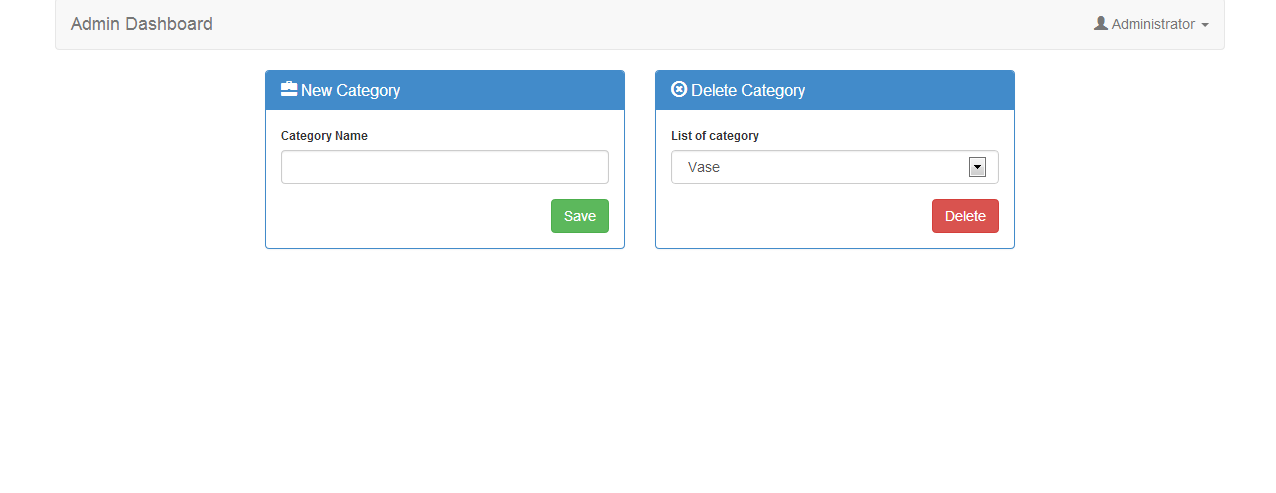 Admin Dashboard
Administrator
New Category
Category Name
Save
Delete Category
List of category
Vase
Delete